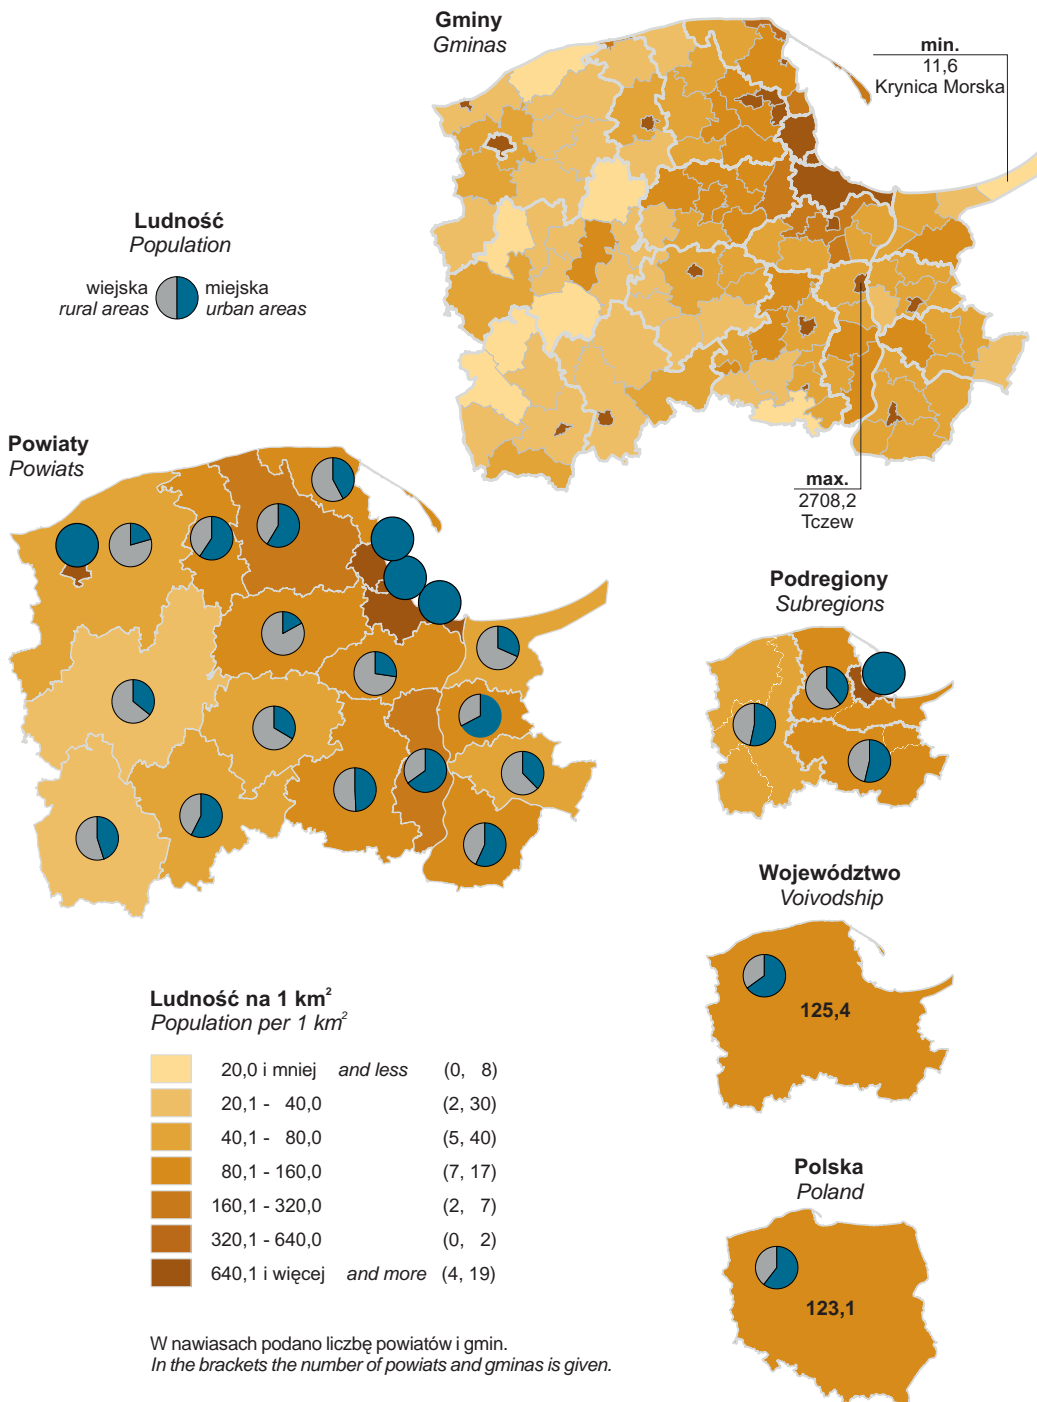 Gminy
Gminas
min.
11,6
Krynica Morska
Ludność
Population
wiejska
rural areas
miejska
urban areas
max.
2708,2
Tczew
Powiaty
Powiats
Podregiony
Subregions
Województwo
Voivodship
125,4
Ludność na 1 km²
Population per 1 km²
20,0 i mniej and less (0, 8)
20,1 - 40,0 (2, 30)
40,1 - 80,0 (5, 40)
80,1 - 160,0 (7, 17)
160,1 - 320,0 (2, 7)
320,1 - 640,0 (0, 2)
640,1 i więcej and more (4, 19)
Polska
Poland
123,1
W nawiasach podano liczbę powiatów i gmin.
In the brackets the number of powiats and gminas is given.